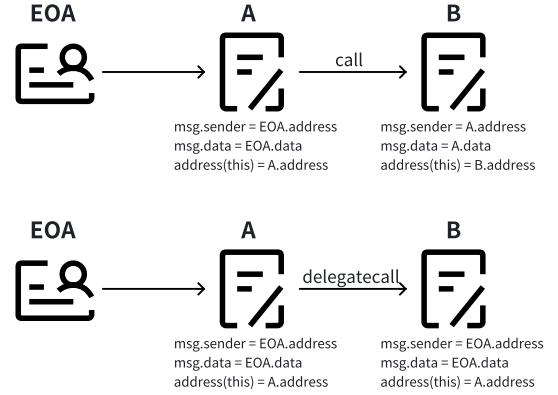 EOA A B
call
msg.sender = EOA.address msg.sender = A.address
msg.data = EOA.data msg.data = A.data
address(this) = A.address address(this) = B.address
EOA A B
delegatecall
msg.sender = EOA.address msg.sender = EOA.address
msg.data = EOA.data msg.data = EOA.data
address(this) = A.address address(this) = A.address